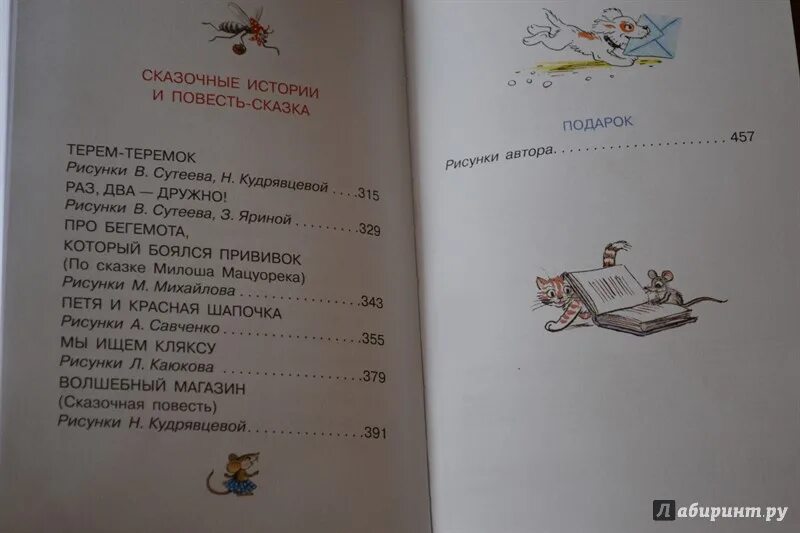 СКАЗОЧНЫЕ ИСТОРИИ
И ПОВЕСТЬ-СКАЗКА
ТЕРЕМ-ТЕРЕМОК
Рисунки В. Сутеева, Н. Кудрявцевой ....315
РАЗ, ДВА — ДРУЖНО!
Рисунки В. Сутеева, З. Яриной ..........329
ПРО БЕГЕМОТА,
КОТОРЫЙ БОЯЛСЯ ПРИВИВОК
(По сказке Милоша Мацоурека)
Рисунки М. Михайлова..................343
ПЕТЯ И КРАСНАЯ ШАПОЧКА
Рисунки А. Савченко ....................355
МЫ ИЩЕМ КЛЯКСУ
Рисунки Л. Каюкова .....................379
ВОЛШЕБНЫЙ МАГАЗИН
(Сказочная повесть)
Рисунки Н. Кудрявцевой ................391
ПОДАРОК
Рисунки автора..........................457
Лабиринт.ру